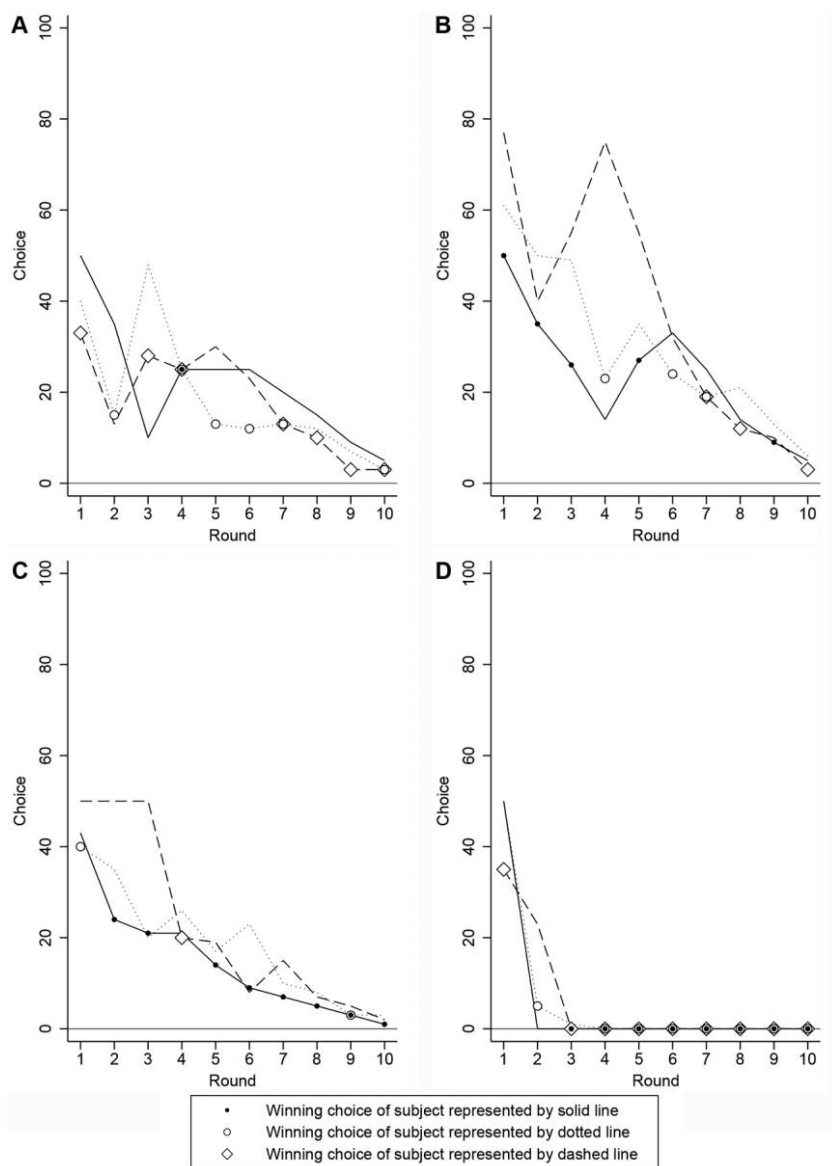 A
B
100
80
60
40
20
0
Choice
1 2 3 4 5 6 7 8 9 10
Round
100
80
60
40
20
0
Choice
1 2 3 4 5 6 7 8 9 10
Round
C
D
100
80
60
40
20
0
Choice
1 2 3 4 5 6 7 8 9 10
Round
100
80
60
40
20
0
Choice
1 2 3 4 5 6 7 8 9 10
Round
Winning choice of subject represented by solid line
Winning choice of subject represented by dotted line
Winning choice of subject represented by dashed line